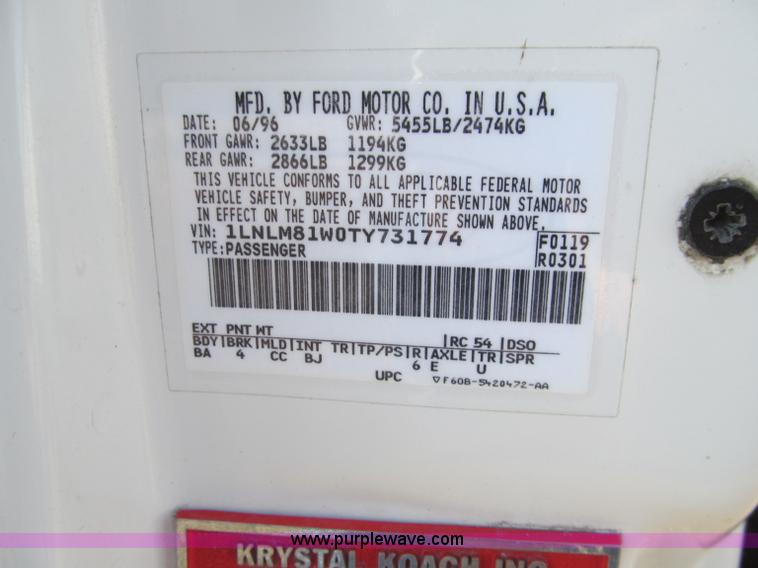 MFD. BY FORD MOTOR CO. IN U.S.A.
DATE: 06/96 GVWR: 5455LB/2474KG
FRONT GAWR: 2633LB 1194KG
REAR GAWR: 2866LB 1299KG
THIS VEHICLE CONFORMS TO ALL APPLICABLE FEDERAL MOTOR
VEHICLE SAFETY, BUMPER, AND THEFT PREVENTION STANDARDS
IN EFFECT ON THE DATE OF MANUFACTURE SHOWN ABOVE.
VIN: 1LNLM81W0TY731774 F0119
TYPE: PASSENGER R0301
EXT PNT WT RC 54 DSO
BDY BRK MLD INT TR TP/PS R AXLE TR SPR
BA 4 CC BJ 6 E U
UPC F60B-5420472-AA
KRYSTAL KOACH INC
www.purplewave.com